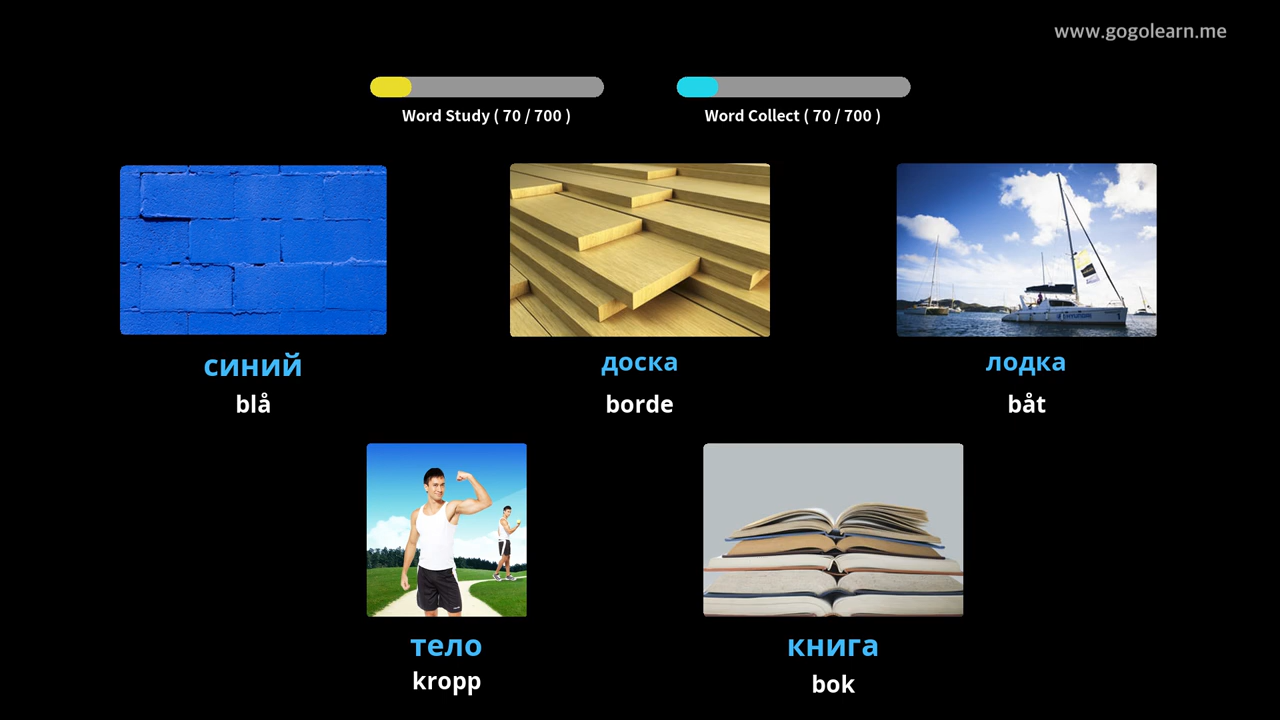 www.gogolearn.me
Word Study ( 70 / 700 )
Word Collect ( 70 / 700 )
синий
blå
доска
borde
лодка
båt
тело
kropp
книга
bok